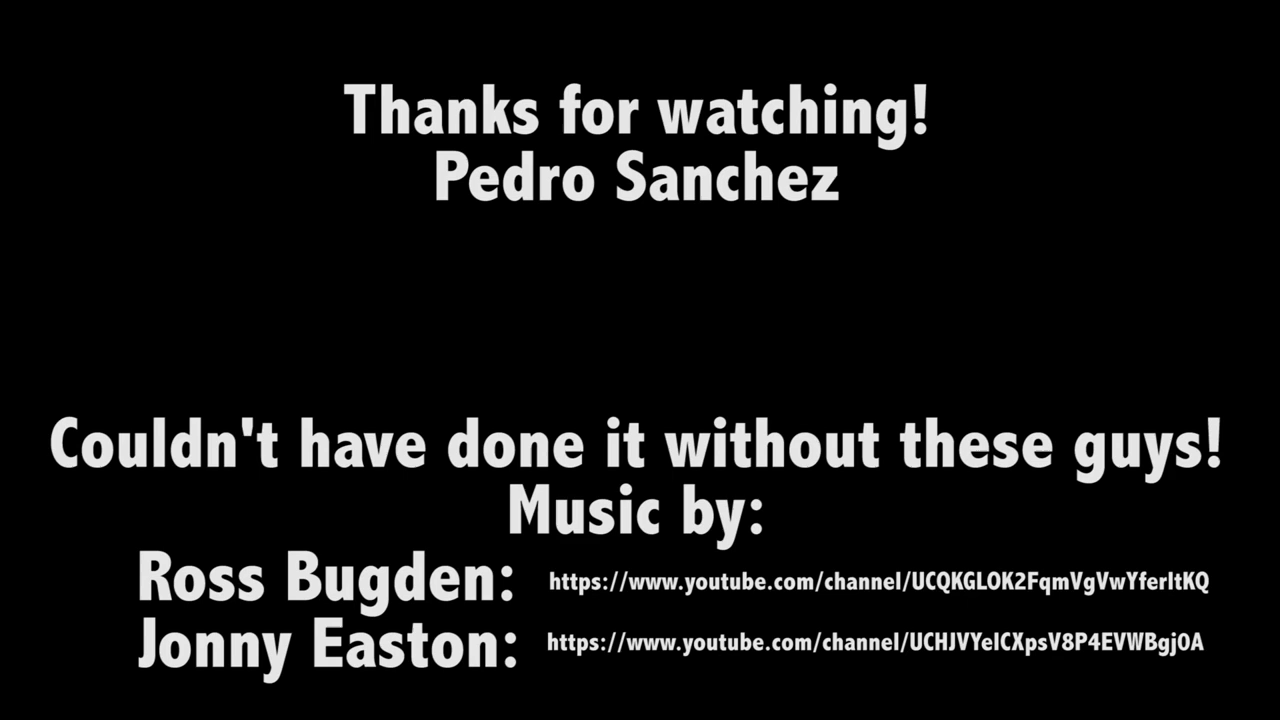 Thanks for watching!
Pedro Sanchez
Couldn't have done it without these guys!
Music by:
Ross Bugden: https://www.youtube.com/channel/UCQKGLOK2FqmVgVwYferItKQ
Jonny Easton: https://www.youtube.com/channel/UCHJVYelCXpsV8P4EVWBgj0A